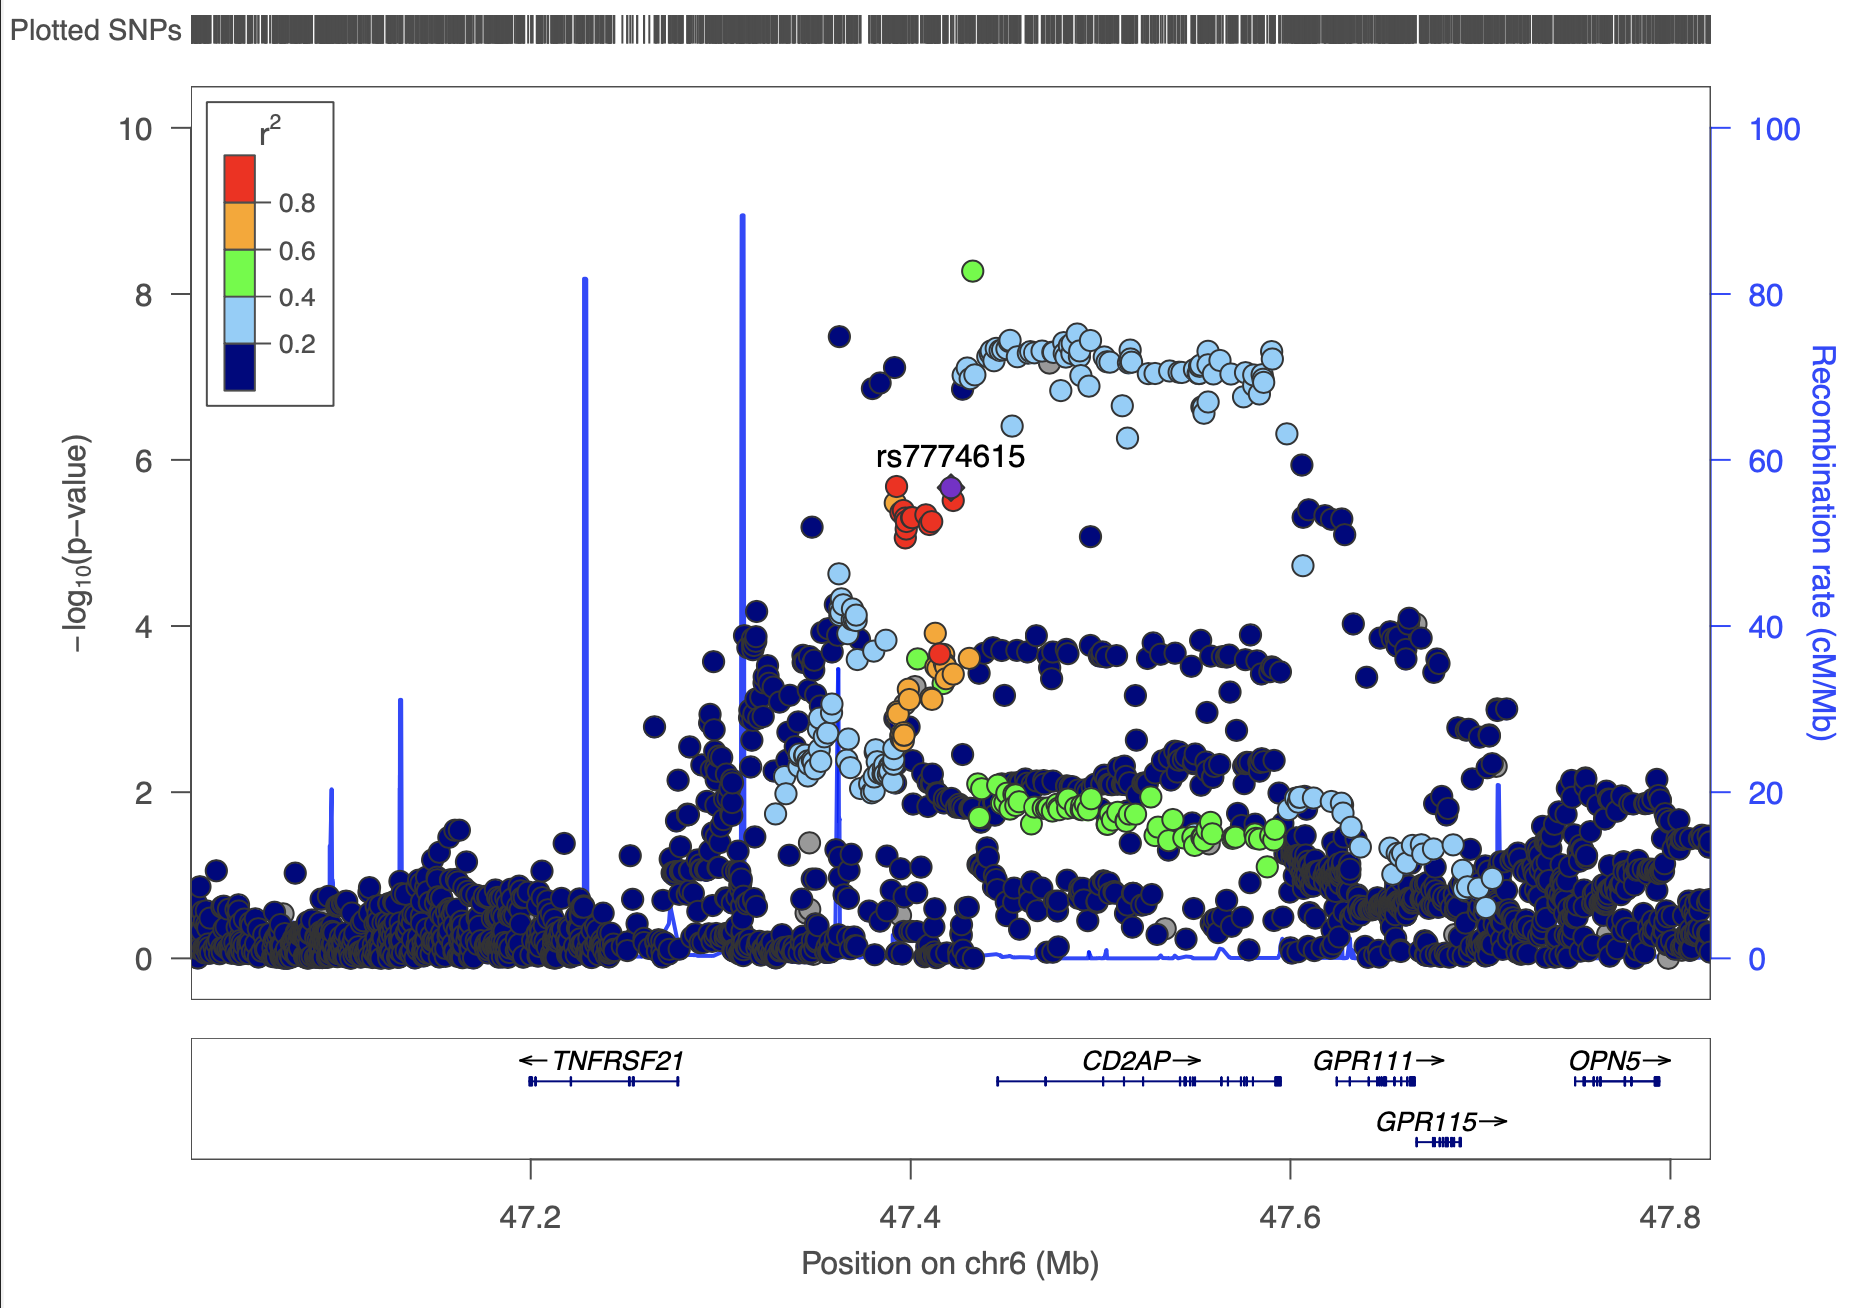 Plotted SNPs
r2
0.8
0.6
0.4
0.2
10
8
6
4
2
0
−log10(p−value)
100
80
60
40
20
0
Recombination rate (cM/Mb)
rs7774615
←TNFRSF21
CD2AP→
GPR111→
OPN5→
GPR115→
47.2
47.4
47.6
47.8
Position on chr6 (Mb)